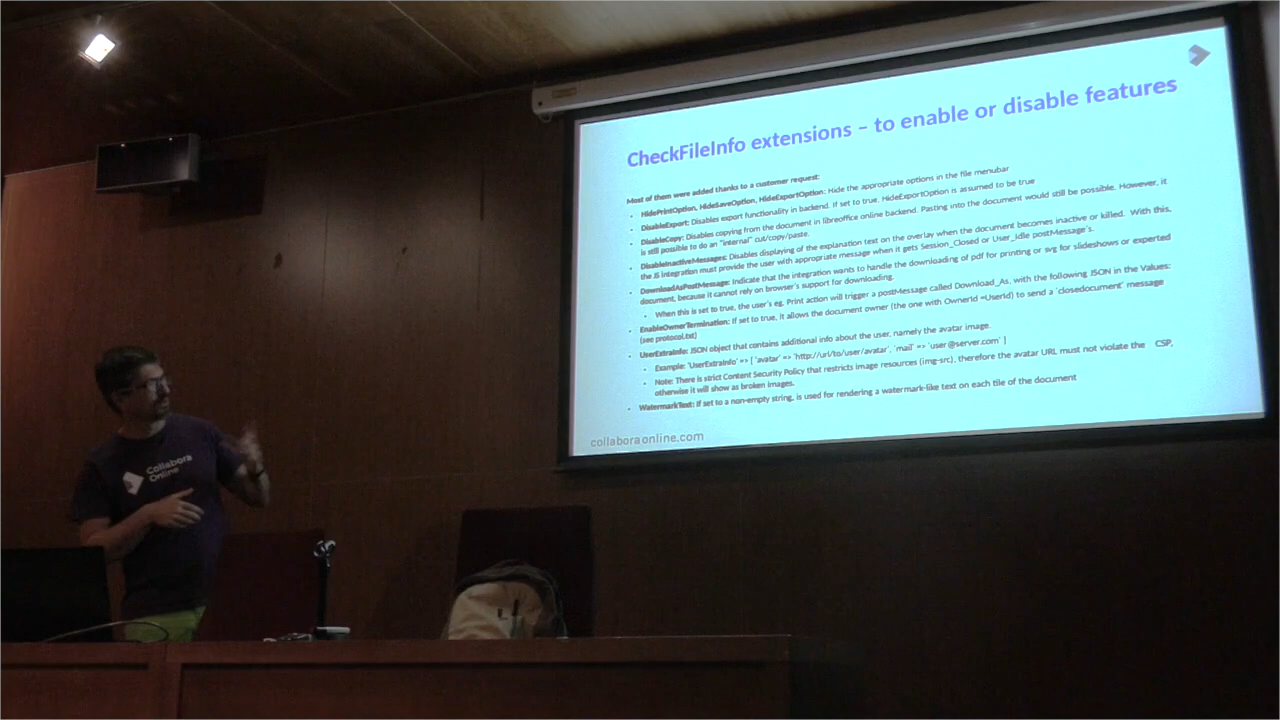 CheckFileInfo extensions – to enable or disable features
Most of them were added thanks to a customer request:
HidePrintOption, HideSaveOption, HideExportOption: Hide the appropriate options in the file menubar
DisableExport: Disables export functionality in backend. If set to true, HideExportOption is assumed to be true
DisableCopy: Disables copying from the document in libreoffice online backend. Pasting into the document would still be possible. However, it
is still possible to do an "internal" cut/copy/paste.
DisableInactiveMessages: Disables displaying of the explanation text on the overlay when the document becomes inactive or killed. With this,
the JS integration must provide the user with appropriate message when it gets Session_Closed or User_Idle postMessage's.
DownloadAsPostMessage: Indicate that the integration wants to handle the downloading of pdf for printing or svg for slideshows or exported
document, because it cannot rely on browser's support for downloading.
When this is set to true, the user's eg. Print action will trigger a postMessage called Download_As, with the following JSON in the Values:
EnableOwnerTermination: If set to true, it allows the document owner (the one with OwnerId =UserId) to send a 'closedocument' message
(see protocol.txt)
UserExtraInfo: JSON object that contains additional info about the user, namely the avatar image.
Example: 'UserExtraInfo' => [ 'avatar' => 'http://url/to/user/avatar', 'mail' => 'user@server.com' ]
Note: There is strict Content Security Policy that restricts image resources (img-src), therefore the avatar URL must not violate the CSP,
otherwise it will show as broken images.
WatermarkText: If set to a non-empty string, is used for rendering a watermark-like text on each tile of the document
collaboraonline.com
Collabora
Online